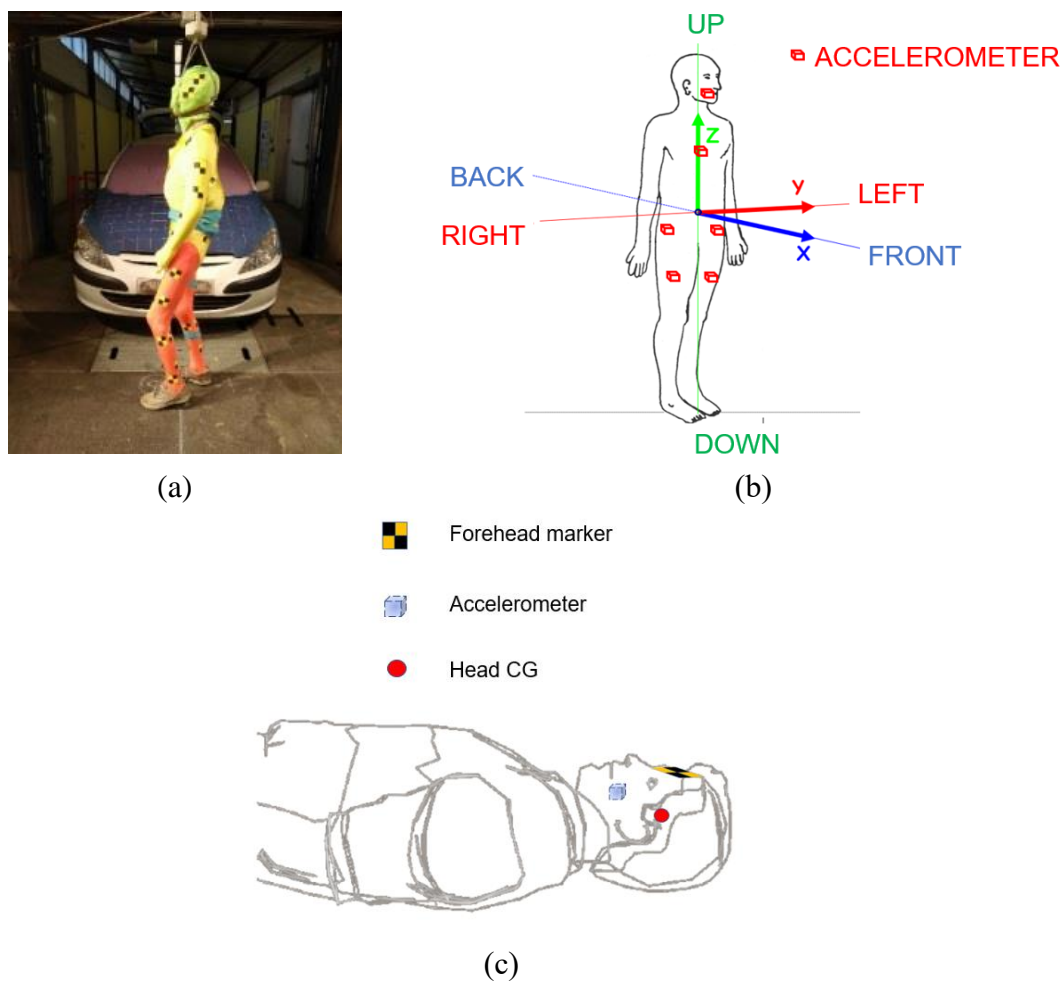 UP
ACCELEROMETER
Z
BACK
y
LEFT
RIGHT
X
FRONT
DOWN
(a)
(b)
Forehead marker
Accelerometer
Head CG
(c)